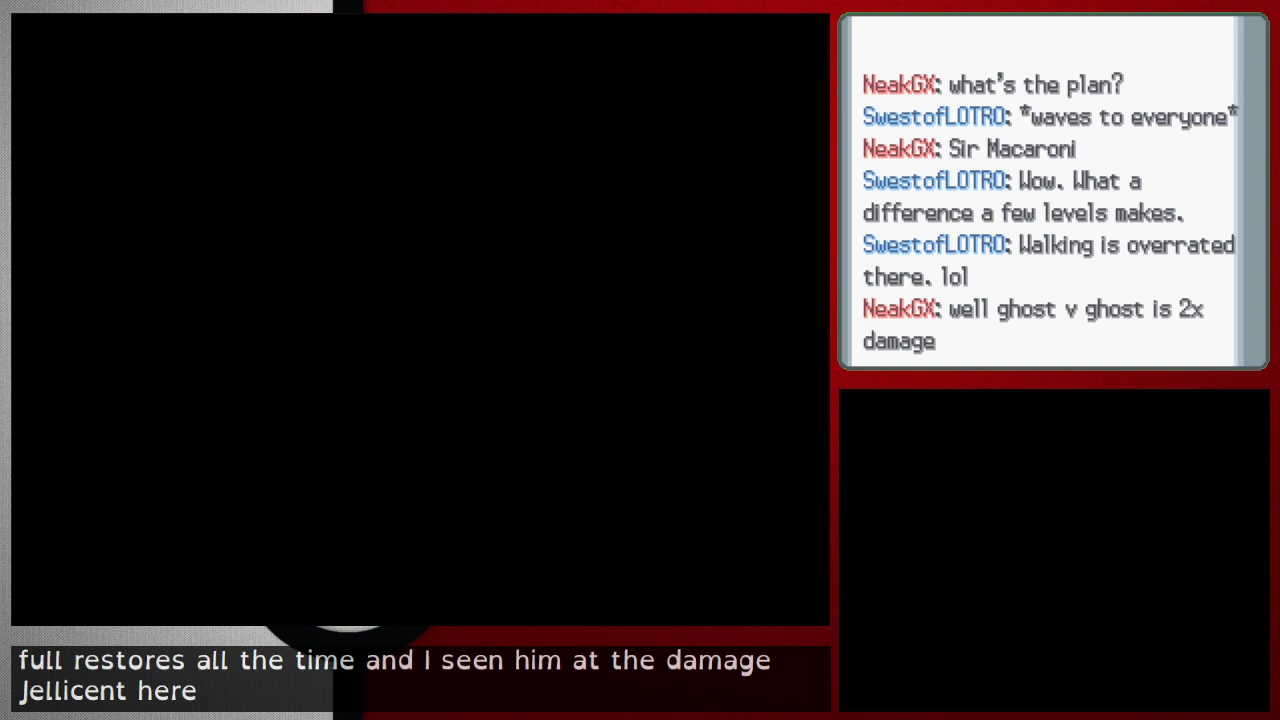 NeakGX: what's the plan?
SwestofLOTRO: *waves to everyone*
NeakGX: Sir Macaroni
SwestofLOTRO: Wow. What a
difference a few levels makes.
SwestofLOTRO: Walking is overrated
there. lol
NeakGX: well ghost v ghost is 2x
damage
full restores all the time and I seen him at the damage
Jellicent here